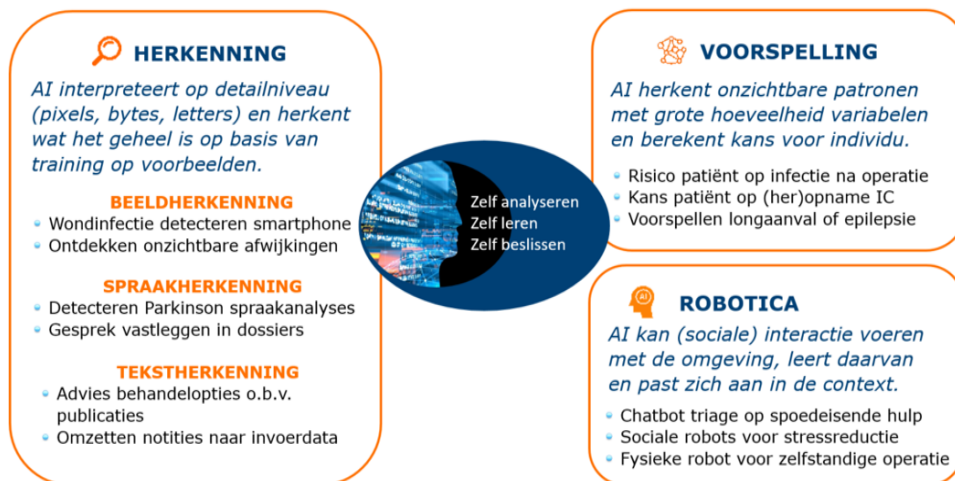 HERKENNING
AI interpreteert op detailniveau
(pixels, bytes, letters) en herkent
wat het geheel is op basis van
training op voorbeelden.
BEELDHERKENNING
Wondinfectie detecteren smartphone
Ontdekken onzichtbare afwijkingen
SPRAAKHERKENNING
Detecteren Parkinson spraakanalyses
Gesprek vastleggen in dossiers
TEKSTHERKENNING
Advies behandelopties o.b.v.
publicaties
Omzetten notities naar invoerdata
Zelf analyseren
Zelf leren
Zelf beslissen
VOORSPELLING
AI herkent onzichtbare patronen
met grote hoeveelheid variabelen
en berekent kans voor individu.
Risico patiënt op infectie na operatie
Kans patiënt op (her)opname IC
Voorspellen longaanval of epilepsie
AI
ROBOTICA
AI kan (sociale) interactie voeren
met de omgeving, leert daarvan
en past zich aan in de context.
Chatbot triage op spoedeisende hulp
Sociale robots voor stressreductie
Fysieke robot voor zelfstandige operatie